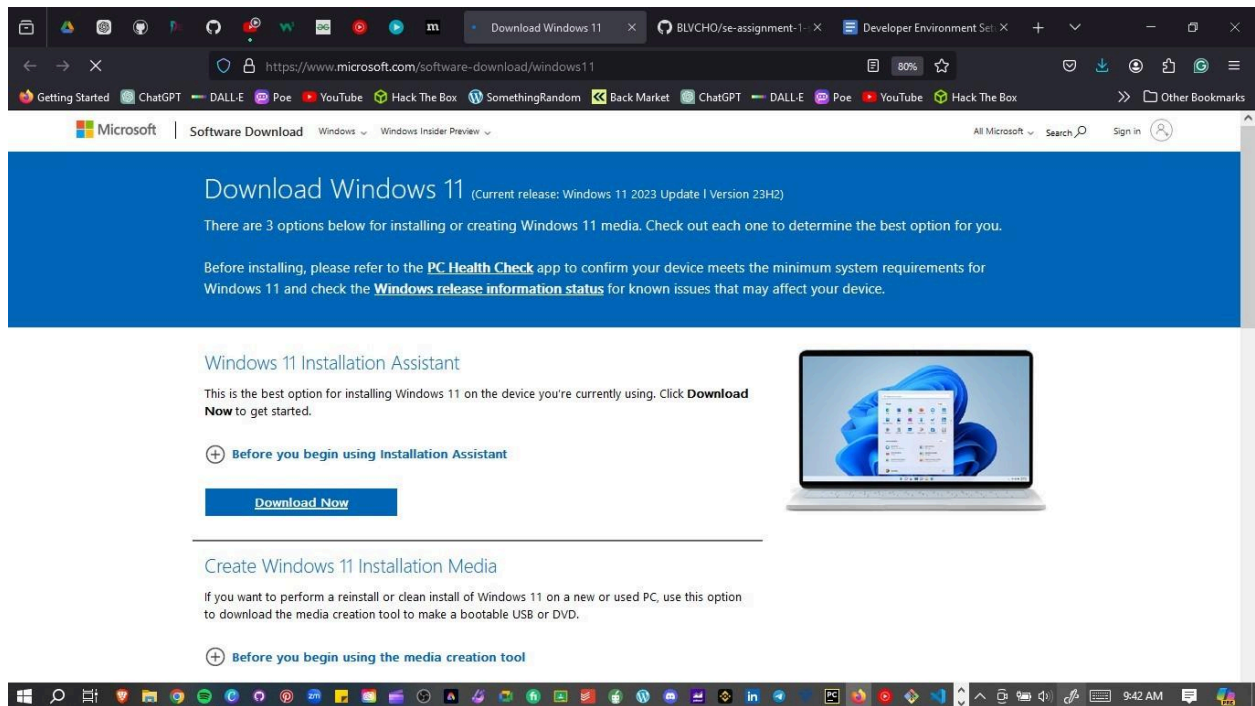 Download Windows 11
BLVCHO/se-assignment-1-
Developer Environment Set
https://www.microsoft.com/software-download/windows11
80%
Getting Started
ChatGPT
DALL·E
Poe
YouTube
Hack The Box
SomethingRandom
Back Market
ChatGPT
DALL·E
Poe
YouTube
Hack The Box
Other Bookmarks
Microsoft
Software Download
Windows
Windows Insider Preview
All Microsoft
Search
Sign in
Download Windows 11 (Current release: Windows 11 2023 Update l Version 23H2)
There are 3 options below for installing or creating Windows 11 media. Check out each one to determine the best option for you.
Before installing, please refer to the PC Health Check app to confirm your device meets the minimum system requirements for
Windows 11 and check the Windows release information status for known issues that may affect your device.
Windows 11 Installation Assistant
This is the best option for installing Windows 11 on the device you're currently using. Click Download
Now to get started.
Before you begin using Installation Assistant
Download Now
Create Windows 11 Installation Media
If you want to perform a reinstall or clean install of Windows 11 on a new or used PC, use this option
to download the media creation tool to make a bootable USB or DVD.
Before you begin using the media creation tool
9:42 AM